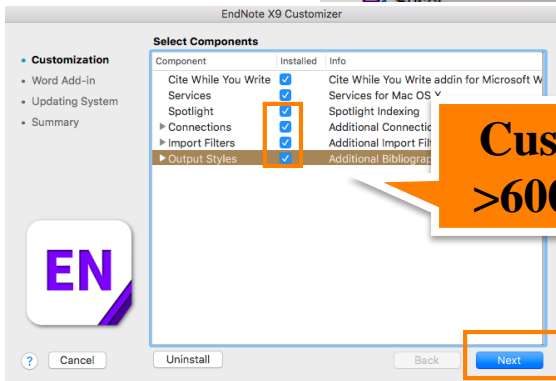 EndNote X9 Customizer
Select Components
• Customization
• Word Add-in
• Updating System
• Summary
Component Installed Info
Cite While You Write Cite While You Write addin for Microsoft W
Services Services for Mac OS X
Spotlight Spotlight Indexing
Connections Additional Connectio
Import Filters Additional Import Filt
Output Styles Additional Bibliograp
Cus
>600
EN
? Cancel Uninstall Back Next